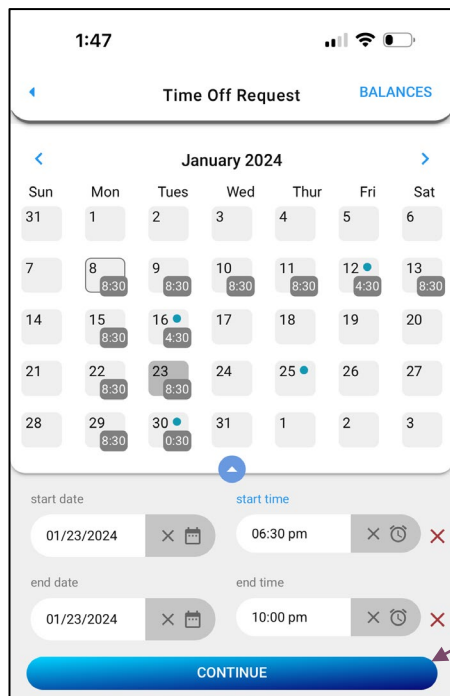 1:47
Time Off Request BALANCES
January 2024
Sun Mon Tues Wed Thur Fri Sat
31 1 2 3 4 5 6
7 8 9 10 11 12 13
8:30 8:30 8:30 8:30 4:30 8:30
14 15 16 17 18 19 20
8:30 4:30
21 22 23 24 25 26 27
8:30 8:30
28 29 30 31 1 2 3
8:30 0:30
start date start time
01/23/2024 06:30 pm
end date end time
01/23/2024 10:00 pm
CONTINUE